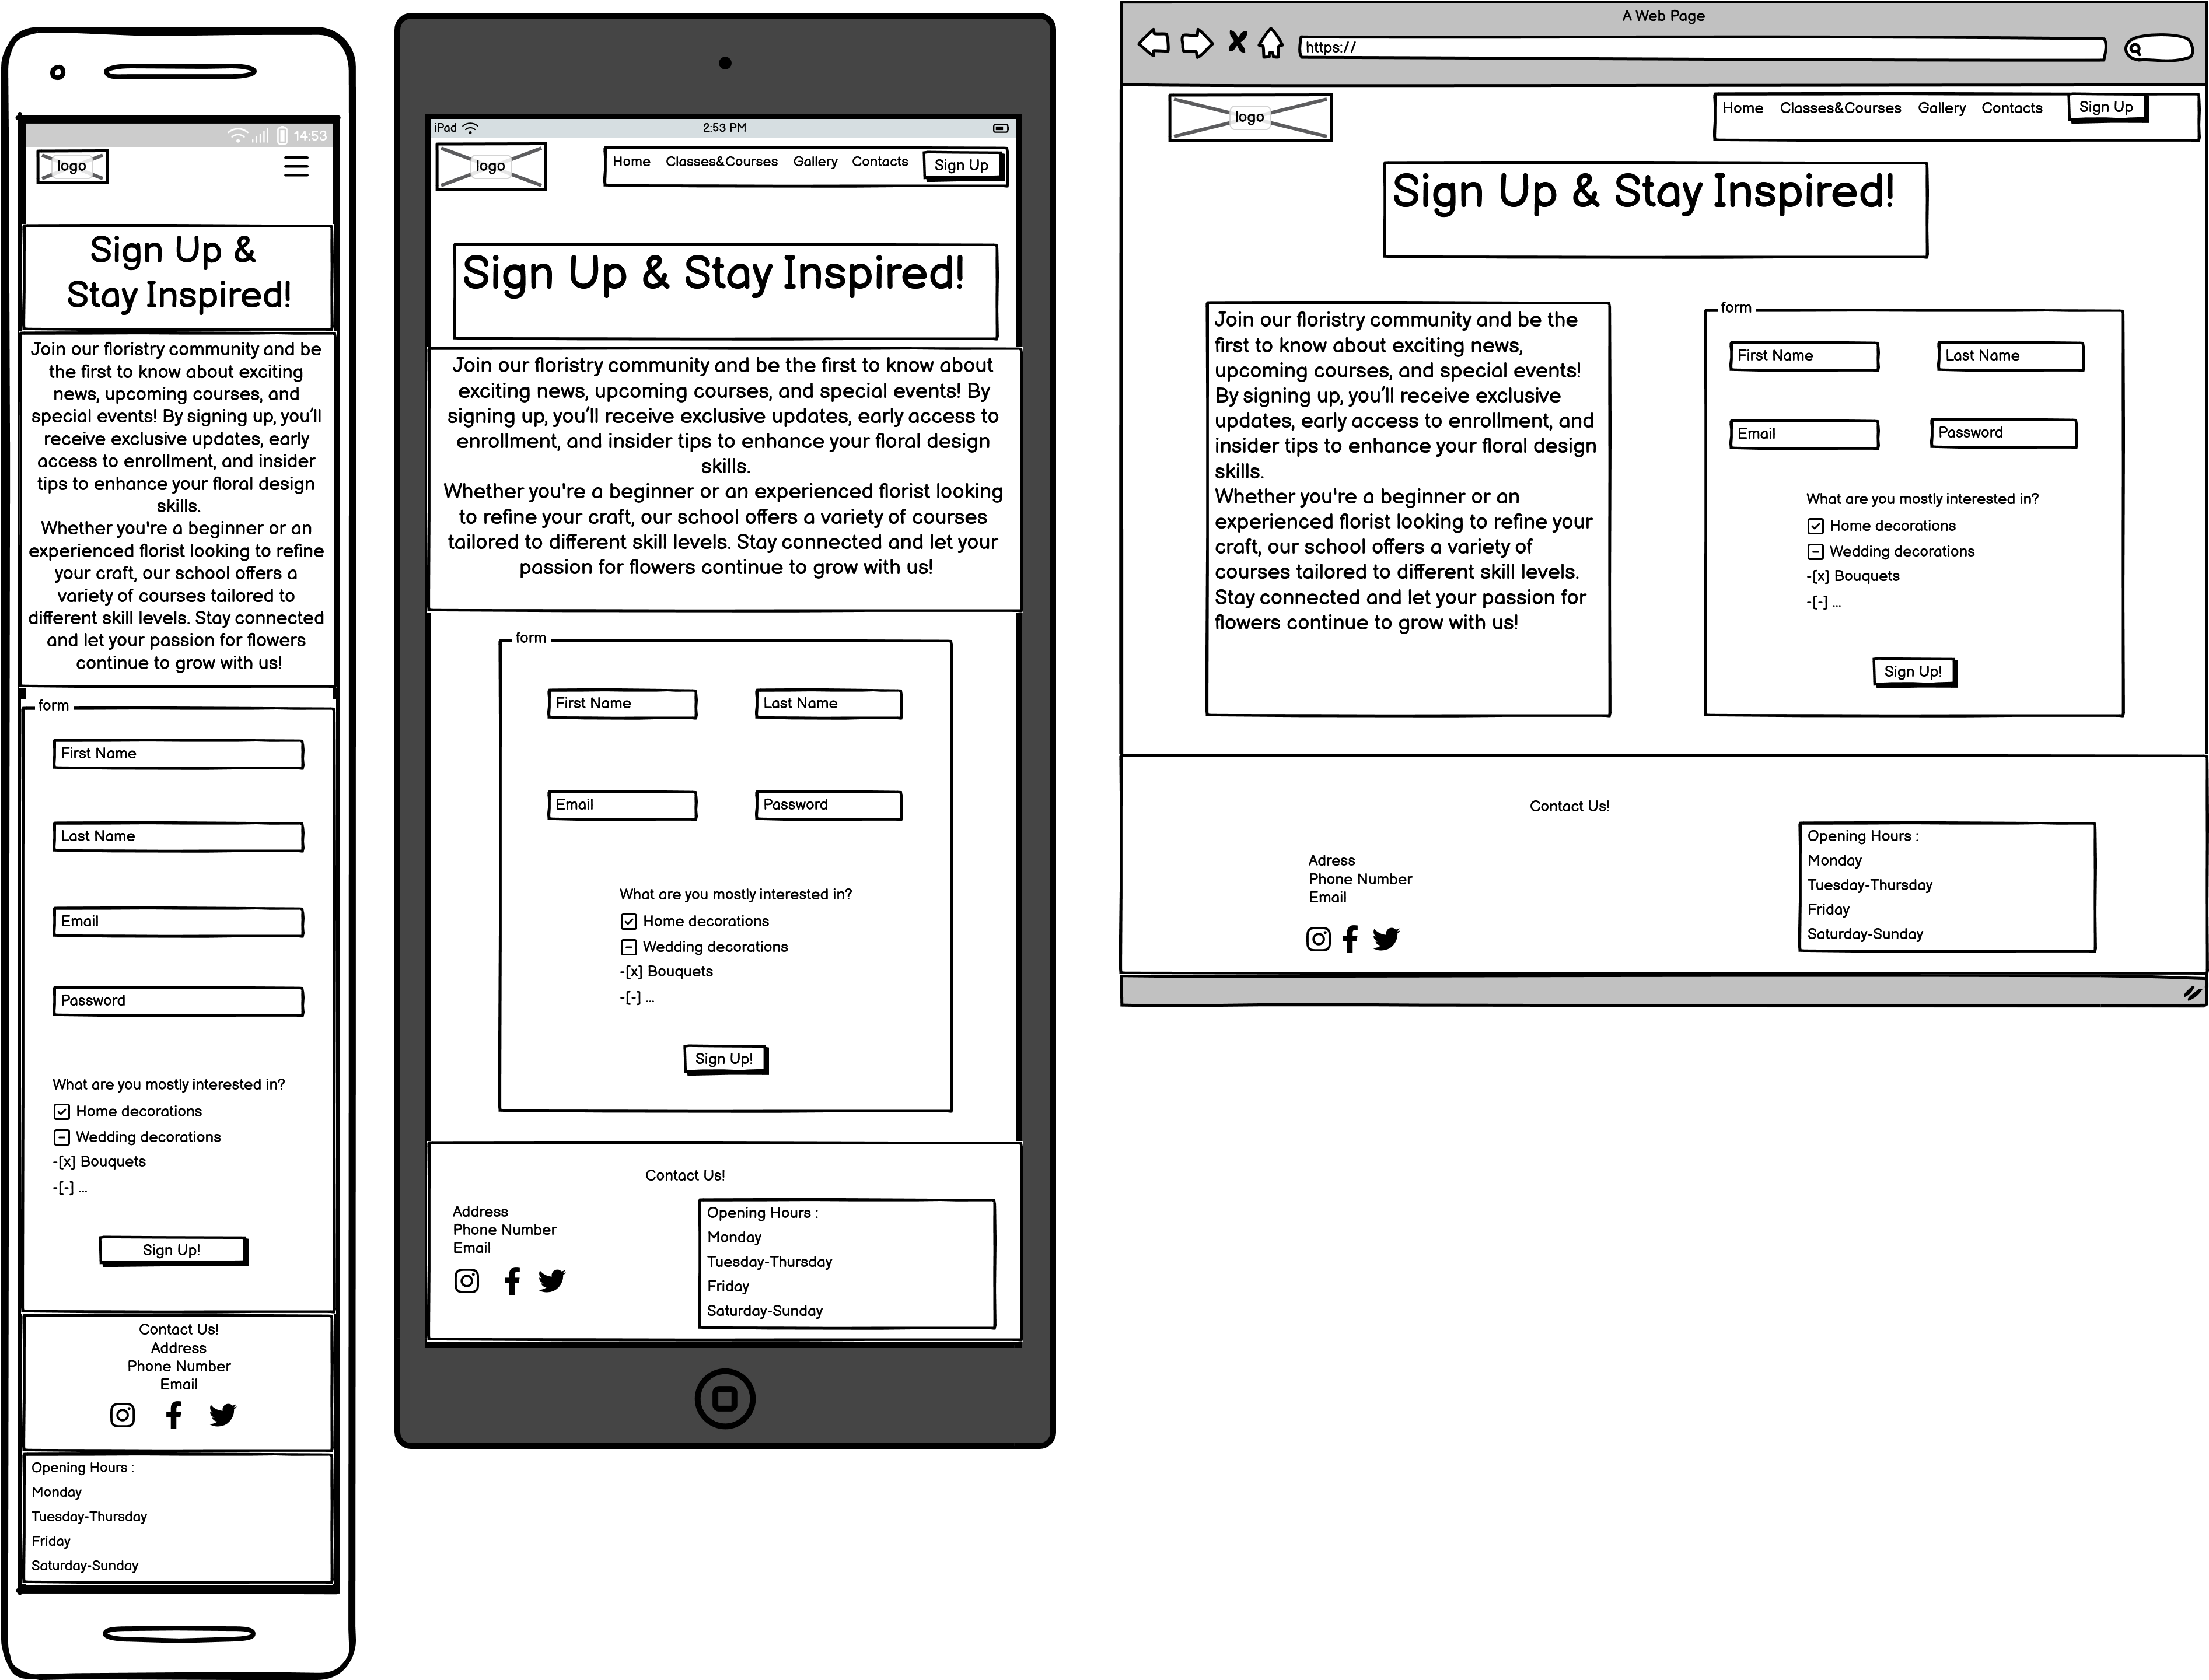 14:53
logo
Sign Up &
Stay Inspired!
Join our floristry community and be
the first to know about exciting
news, upcoming courses, and
special events! By signing up, you’ll
receive exclusive updates, early
access to enrollment, and insider
tips to enhance your floral design
skills.
Whether you're a beginner or an
experienced florist looking to refine
your craft, our school offers a
variety of courses tailored to
different skill levels. Stay connected
and let your passion for flowers
continue to grow with us!
form
First Name
Last Name
Email
Password
What are you mostly interested in?
Home decorations
Wedding decorations
-[x] Bouquets
-[-] ...
Sign Up!
Contact Us!
Address
Phone Number
Email
Opening Hours :
Monday
Tuesday-Thursday
Friday
Saturday-Sunday
iPad 2:53 PM
logo Home Classes&Courses Gallery Contacts Sign Up
Sign Up & Stay Inspired!
Join our floristry community and be the first to know about
exciting news, upcoming courses, and special events! By
signing up, you’ll receive exclusive updates, early access to
enrollment, and insider tips to enhance your floral design
skills.
Whether you're a beginner or an experienced florist looking
to refine your craft, our school offers a variety of courses
tailored to different skill levels. Stay connected and let your
passion for flowers continue to grow with us!
form
First Name Last Name
Email Password
What are you mostly interested in?
Home decorations
Wedding decorations
-[x] Bouquets
-[-] ...
Sign Up!
Contact Us!
Address
Phone Number
Email
Opening Hours :
Monday
Tuesday-Thursday
Friday
Saturday-Sunday
A Web Page
https://
logo Home Classes&Courses Gallery Contacts Sign Up
Sign Up & Stay Inspired!
Join our floristry community and be the
first to know about exciting news,
upcoming courses, and special events!
By signing up, you’ll receive exclusive
updates, early access to enrollment, and
insider tips to enhance your floral design
skills.
Whether you're a beginner or an
experienced florist looking to refine your
craft, our school offers a variety of
courses tailored to different skill levels.
Stay connected and let your passion for
flowers continue to grow with us!
form
First Name Last Name
Email Password
What are you mostly interested in?
Home decorations
Wedding decorations
-[x] Bouquets
-[-] ...
Sign Up!
Contact Us!
Adress
Phone Number
Email
Opening Hours :
Monday
Tuesday-Thursday
Friday
Saturday-Sunday